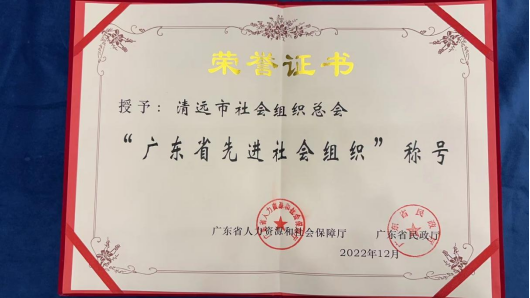 荣誉证书
授予：清远市社会组织总会
“广东省先进社会组织”称号
广东省人力资源和社会保障厅 广东省民政厅
2022年12月